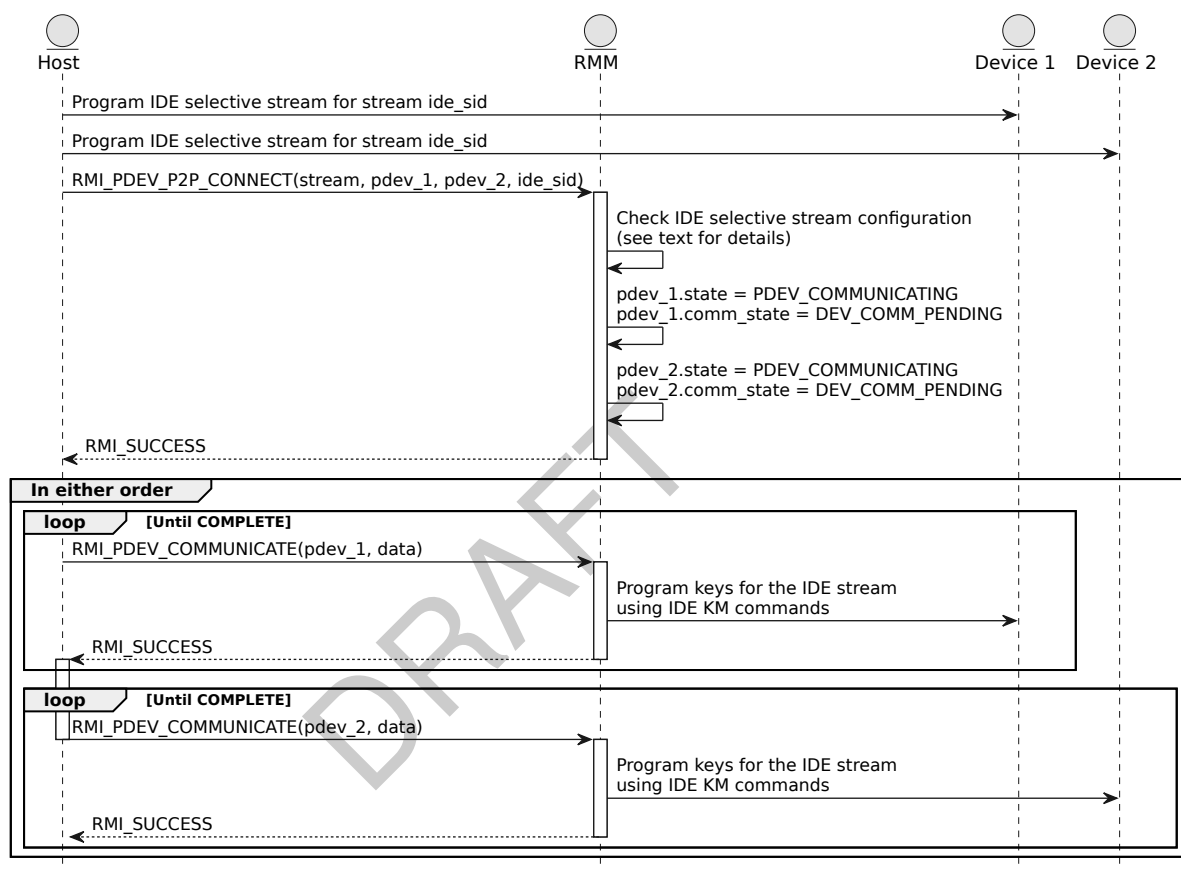 Host
RMM
Device 1
Device 2
Program IDE selective stream for stream ide_sid
Program IDE selective stream for stream ide_sid
RMI_PDEV_P2P_CONNECT(stream, pdev_1, pdev_2, ide_sid)
Check IDE selective stream configuration
(see text for details)
pdev_1.state = PDEV_COMMUNICATING
pdev_1.comm_state = DEV_COMM_PENDING
pdev_2.state = PDEV_COMMUNICATING
pdev_2.comm_state = DEV_COMM_PENDING
RMI_SUCCESS
In either order
loop [Until COMPLETE]
RMI_PDEV_COMMUNICATE(pdev_1, data)
Program keys for the IDE stream
using IDE KM commands
RMI_SUCCESS
loop [Until COMPLETE]
RMI_PDEV_COMMUNICATE(pdev_2, data)
Program keys for the IDE stream
using IDE KM commands
RMI_SUCCESS
DRAFT